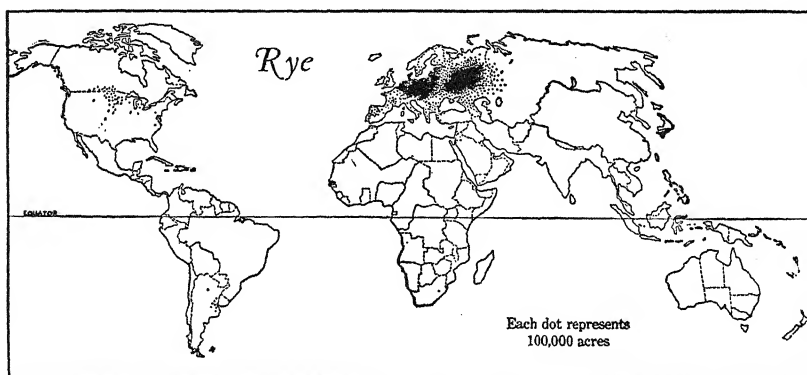 Rye
EQUATOR
Each dot represents
100,000 acres